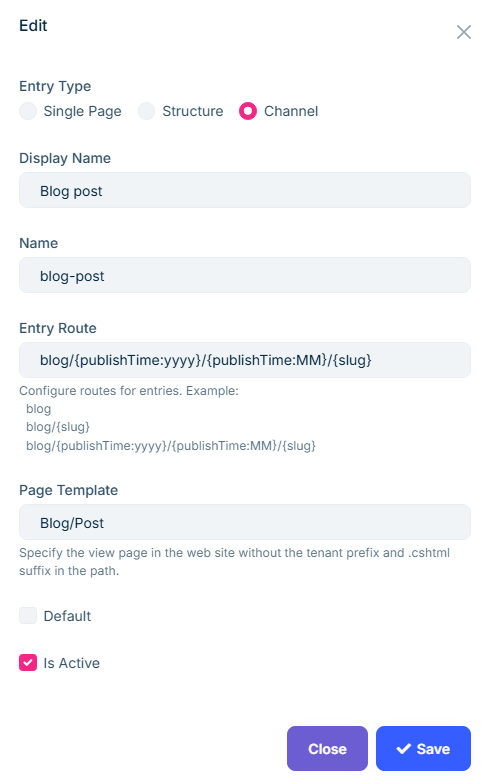 Edit
Entry Type
Single Page Structure Channel
Display Name
Blog post
Name
blog-post
Entry Route
blog/{publishTime:yyyy}/{publishTime:MM}/{slug}
Configure routes for entries. Example:
blog
blog/{slug}
blog/{publishTime:yyyy}/{publishTime:MM}/{slug}
Page Template
Blog/Post
Specify the view page in the web site without the tenant prefix and .cshtml
suffix in the path.
Default
Is Active
Close Save